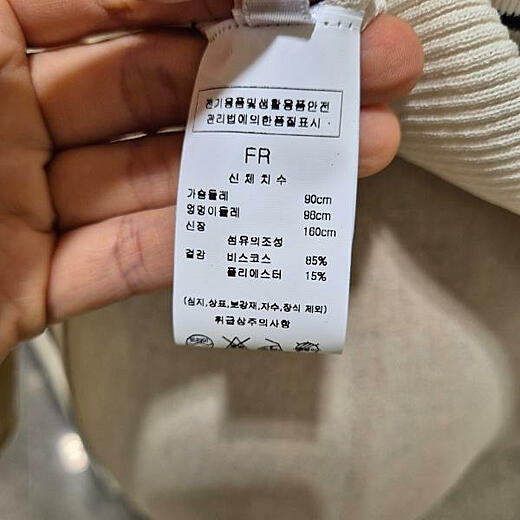 전기용품및생활용품안전
관리법에의한품질표시
FR
신체치수
가슴둘레 90cm
엉덩이둘레 98cm
신장 160cm
섬유의조성
겉감 비스코스 85%
폴리에스터 15%
(심지,상표,보강재,자수,장식 제외)
취급상주의사항